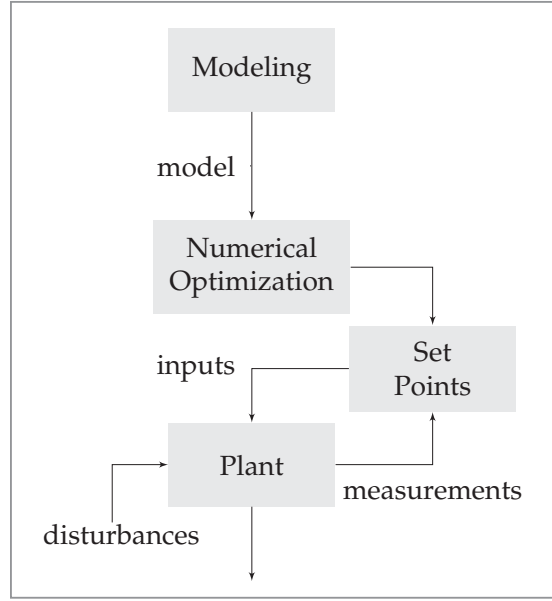 Modeling
model
Numerical
Optimization
Set
Points
inputs
Plant
measurements
disturbances